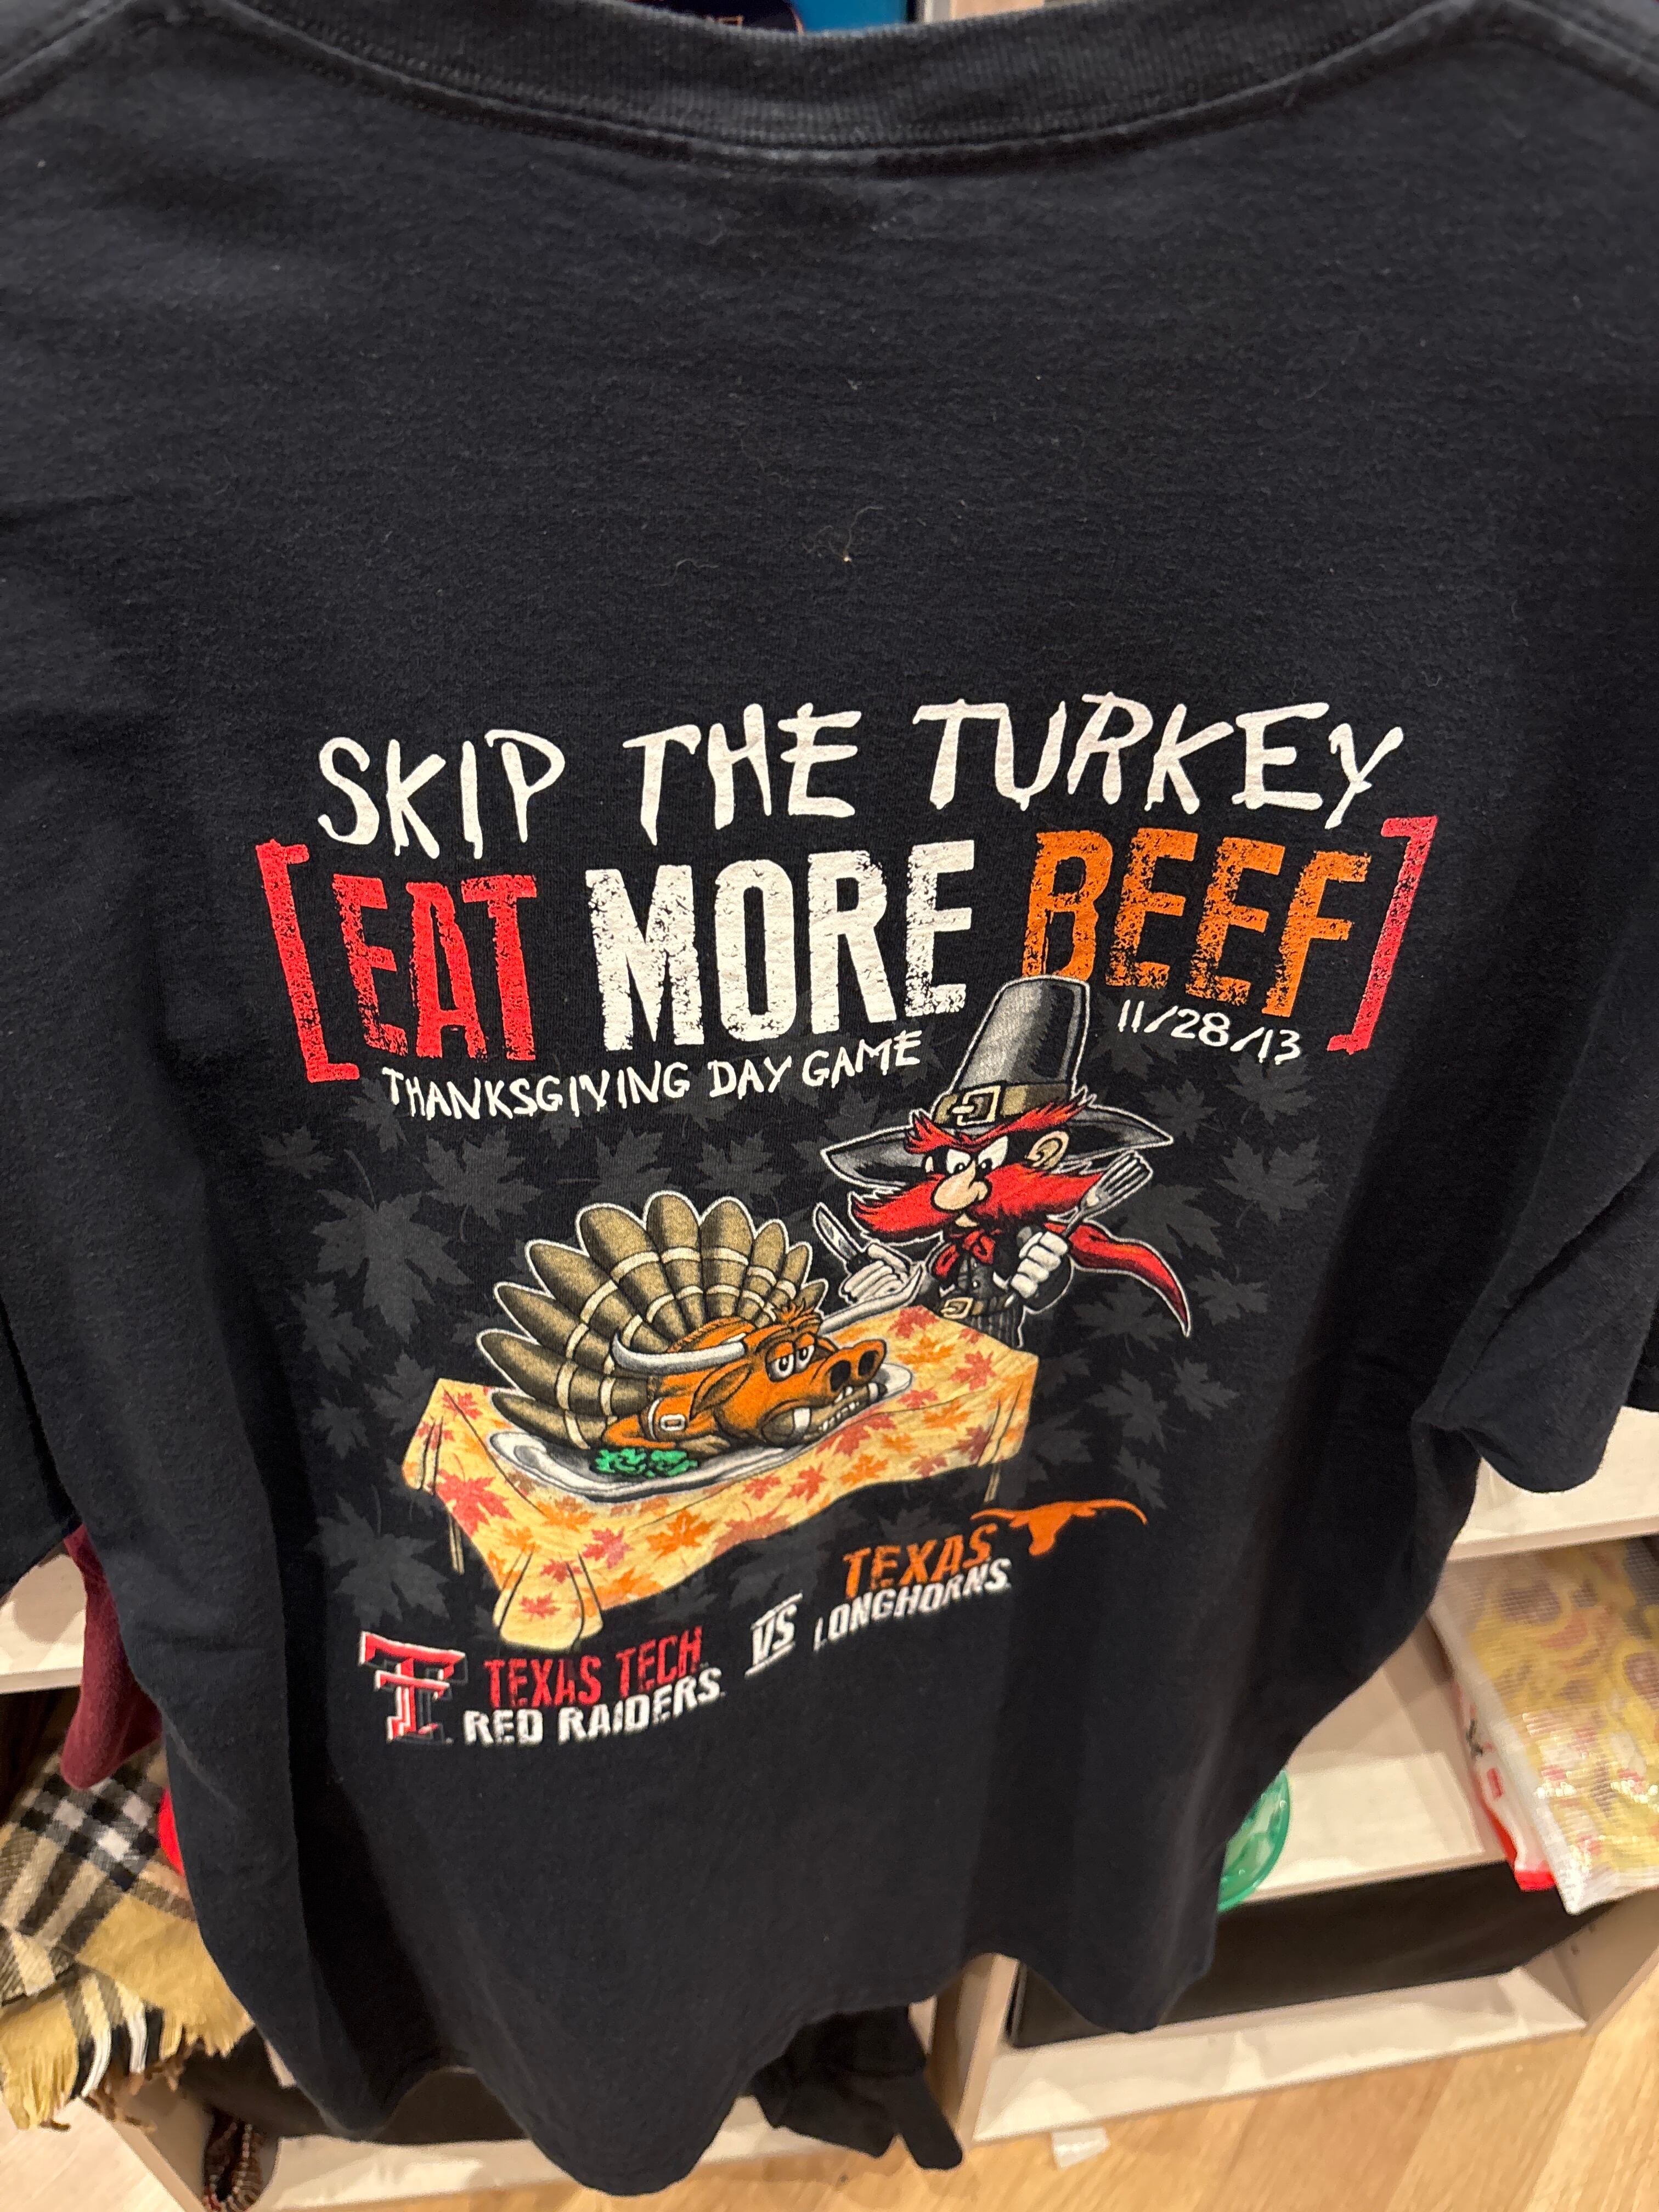 SKIP THE TURKEY
[EAT MORE BEEF]
THANKSGIVING DAY GAME
11/28/13
TEXAS TECH
RED RAIDERS
VS
TEXAS
LONGHORNS